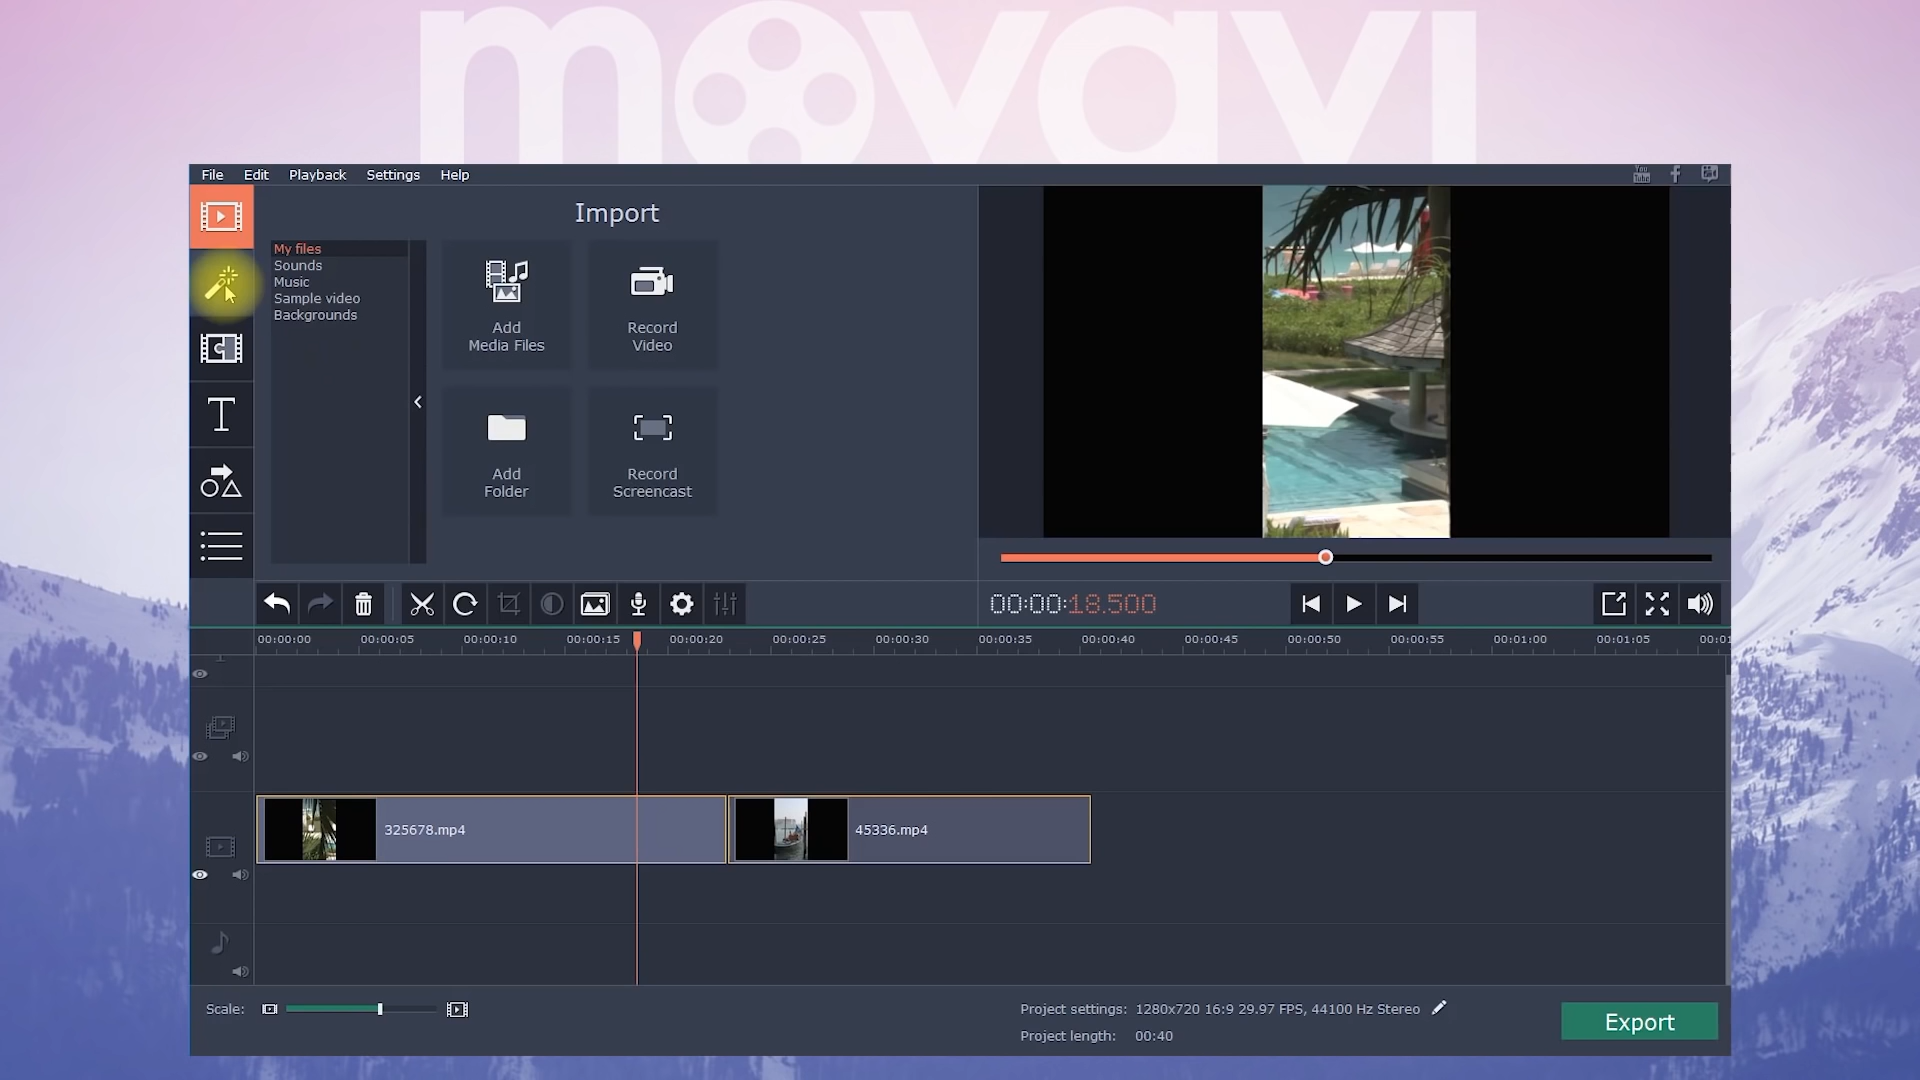 movavi
File Edit Playback Settings Help
You Tube
Import
My files
Sounds
Music
Sample video
Backgrounds
Add
Media Files
Record
Video
Add
Folder
Record
Screencast
00:00:18.500
00:00:00 00:00:05 00:00:10 00:00:15 00:00:20 00:00:25 00:00:30 00:00:35 00:00:40 00:00:45 00:00:50 00:00:55 00:01:00 00:01:05 00:01
325678.mp4
45336.mp4
Scale:
Project settings: 1280x720 16:9 29.97 FPS, 44100 Hz Stereo
Project length: 00:40
Export